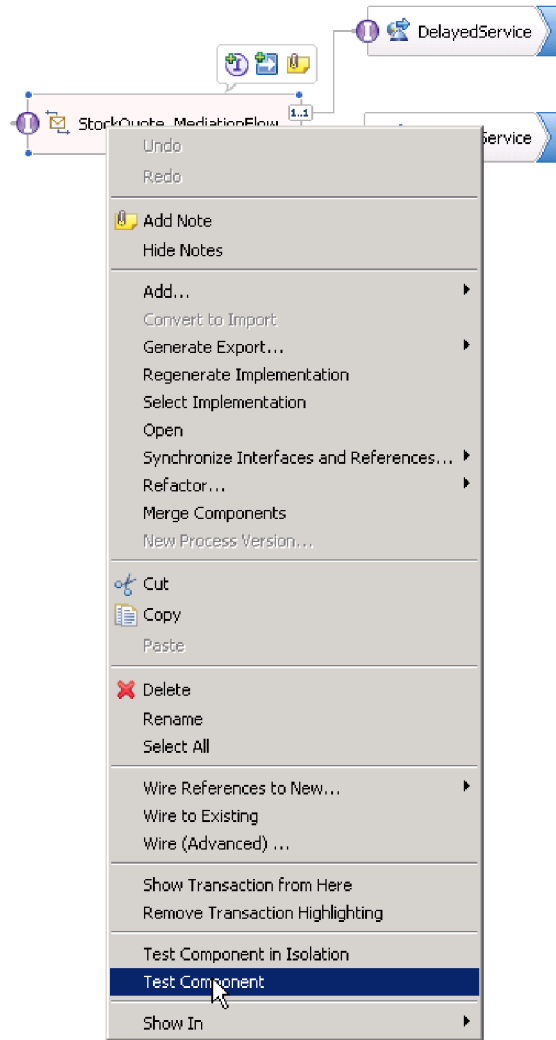 DelayedService
StockQuote_MediationFlow
1..1
Service
Undo
Redo
Add Note
Hide Notes
Add...
Convert to Import
Generate Export...
Regenerate Implementation
Select Implementation
Open
Synchronize Interfaces and References...
Refactor...
Merge Components
New Process Version...
Cut
Copy
Paste
Delete
Rename
Select All
Wire References to New...
Wire to Existing
Wire (Advanced) ...
Show Transaction from Here
Remove Transaction Highlighting
Test Component in Isolation
Test Component
Show In